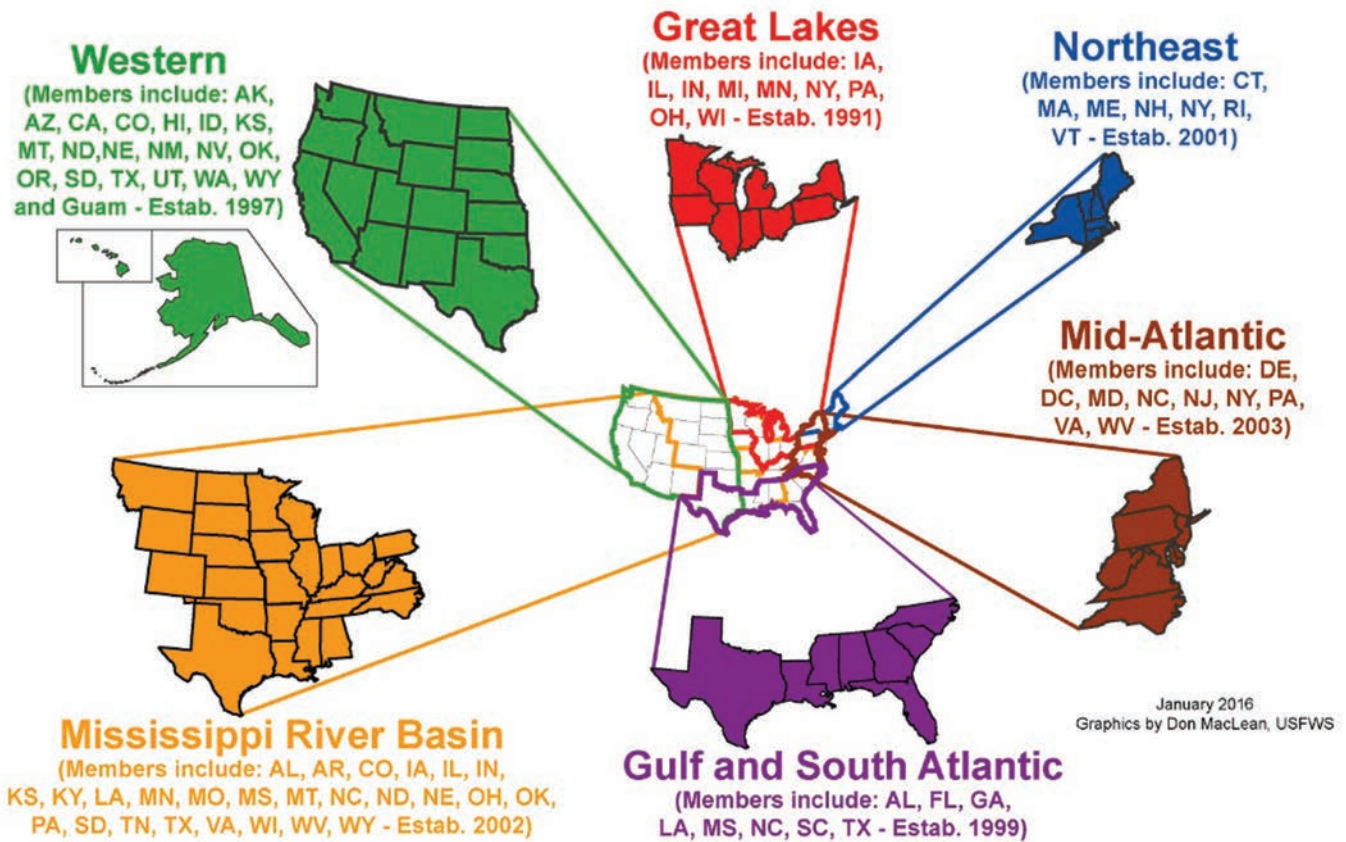 Western
(Members include: AK,
AZ, CA, CO, HI, ID, KS,
MT, ND,NE, NM, NV, OK,
OR, SD, TX, UT, WA, WY
and Guam - Estab. 1997)
Great Lakes
(Members include: IA,
IL, IN, MI, MN, NY, PA,
OH, WI - Estab. 1991)
Northeast
(Members include: CT,
MA, ME, NH, NY, RI,
VT - Estab. 2001)
Mid-Atlantic
(Members include: DE,
DC, MD, NC, NJ, NY, PA,
VA, WV - Estab. 2003)
Mississippi River Basin
(Members include: AL, AR, CO, IA, IL, IN,
KS, KY, LA, MN, MO, MS, MT, NC, ND, NE, OH, OK,
PA, SD, TN, TX, VA, WI, WV, WY - Estab. 2002)
Gulf and South Atlantic
(Members include: AL, FL, GA,
LA, MS, NC, SC, TX - Estab. 1999)
January 2016
Graphics by Don MacLean, USFWS